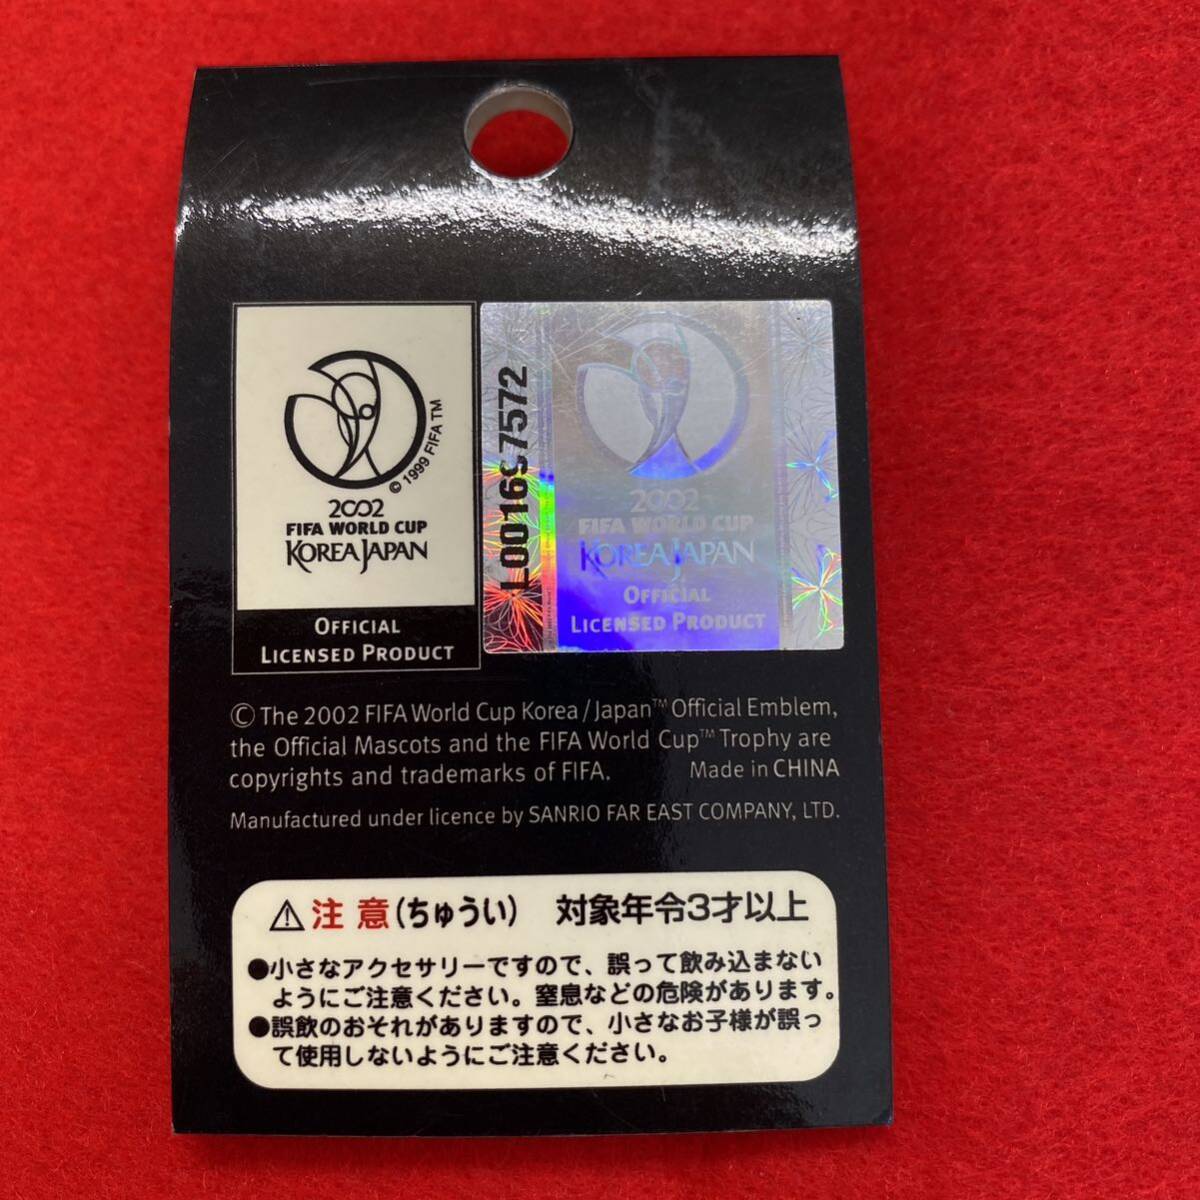 © 1999 FIFA TM
2002
FIFA WORLD CUP
KOREA JAPAN
OFFICIAL
LICENSED PRODUCT
2002
FIFA WORLD CUP
KOREA JAPAN
OFFICIAL
LICENSED PRODUCT
© The 2002 FIFA World Cup Korea / Japan™ Official Emblem,
the Official Mascots and the FIFA World Cup™ Trophy are
copyrights and trademarks of FIFA. Made in CHINA
Manufactured under licence by SANRIO FAR EAST COMPANY, LTD.
⚠注意(ちゅうい) 対象年令3才以上
●小さなアクセサリーですので、誤って飲み込まない
ようにご注意ください。窒息などの危険があります。
●誤飲のおそれがありますので、小さなお子様が誤っ
て使用しないようにご注意ください。